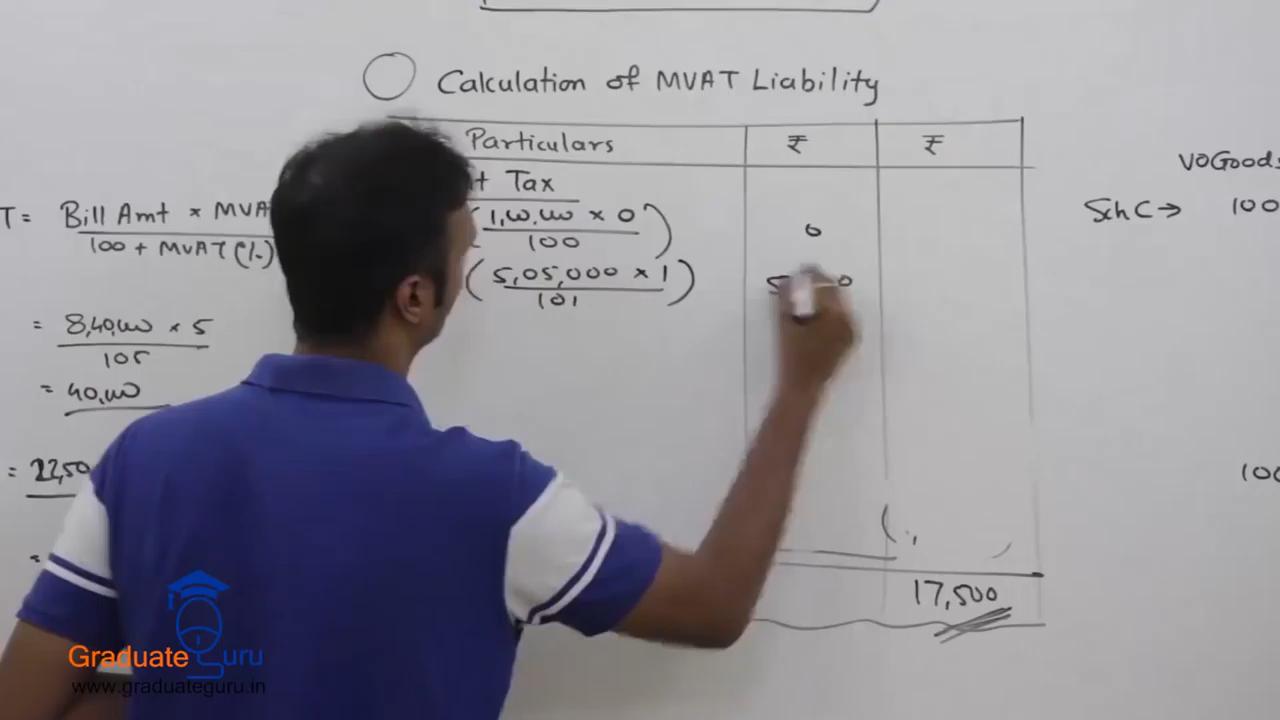 Calculation of MVAT Liability
Particulars ₹ ₹
t Tax
(1,00,000 × 0) 0
100
(5,05,000 × 1)
101
17,500
T = Bill Amt × MVA
100 + MVAT (%)
= 8,40,000 × 5
105
= 40,000
= 22,50
VOGoods
Sch C → 100
100
Graduate Guru
www.graduateguru.in